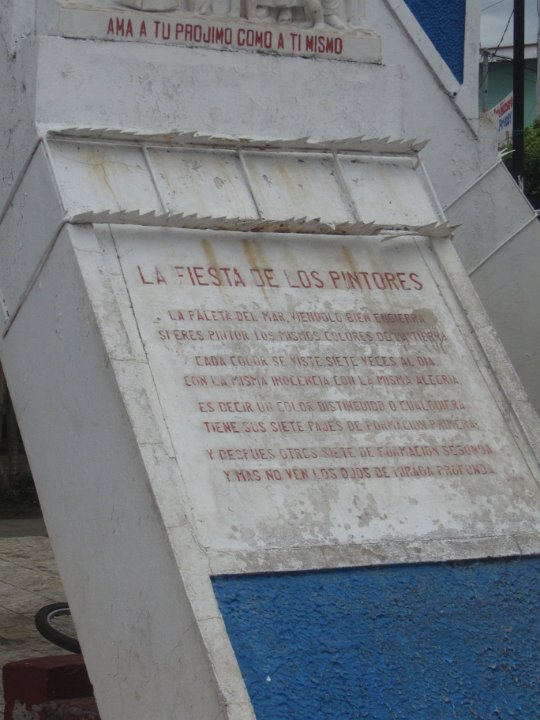 AMA A TU PROJIMO COMO A TI MISMO
LA FIESTA DE LOS PINTORES
LA PALETA DEL MAR, VIENDOLO BIEN ENCIERRA
SI ERES PINTOR LOS MISMOS COLORES DE LA TIERRA
CADA COLOR SE VISTE SIETE VECES AL DIA
CON LA MISMA INOCENCIA CON LA MISMA ALEGRIA.
ES DECIR UN COLOR DISTINGUIDO O CUALQUIERA
TIENE SUS SIETE PAJES DE FORMACION PRIMERA:
Y DESPUES OTROS SIETE DE FORMACION SEGUNDA
Y MAS NO VEN LOS OJOS DE MIRADA PROFUNDA